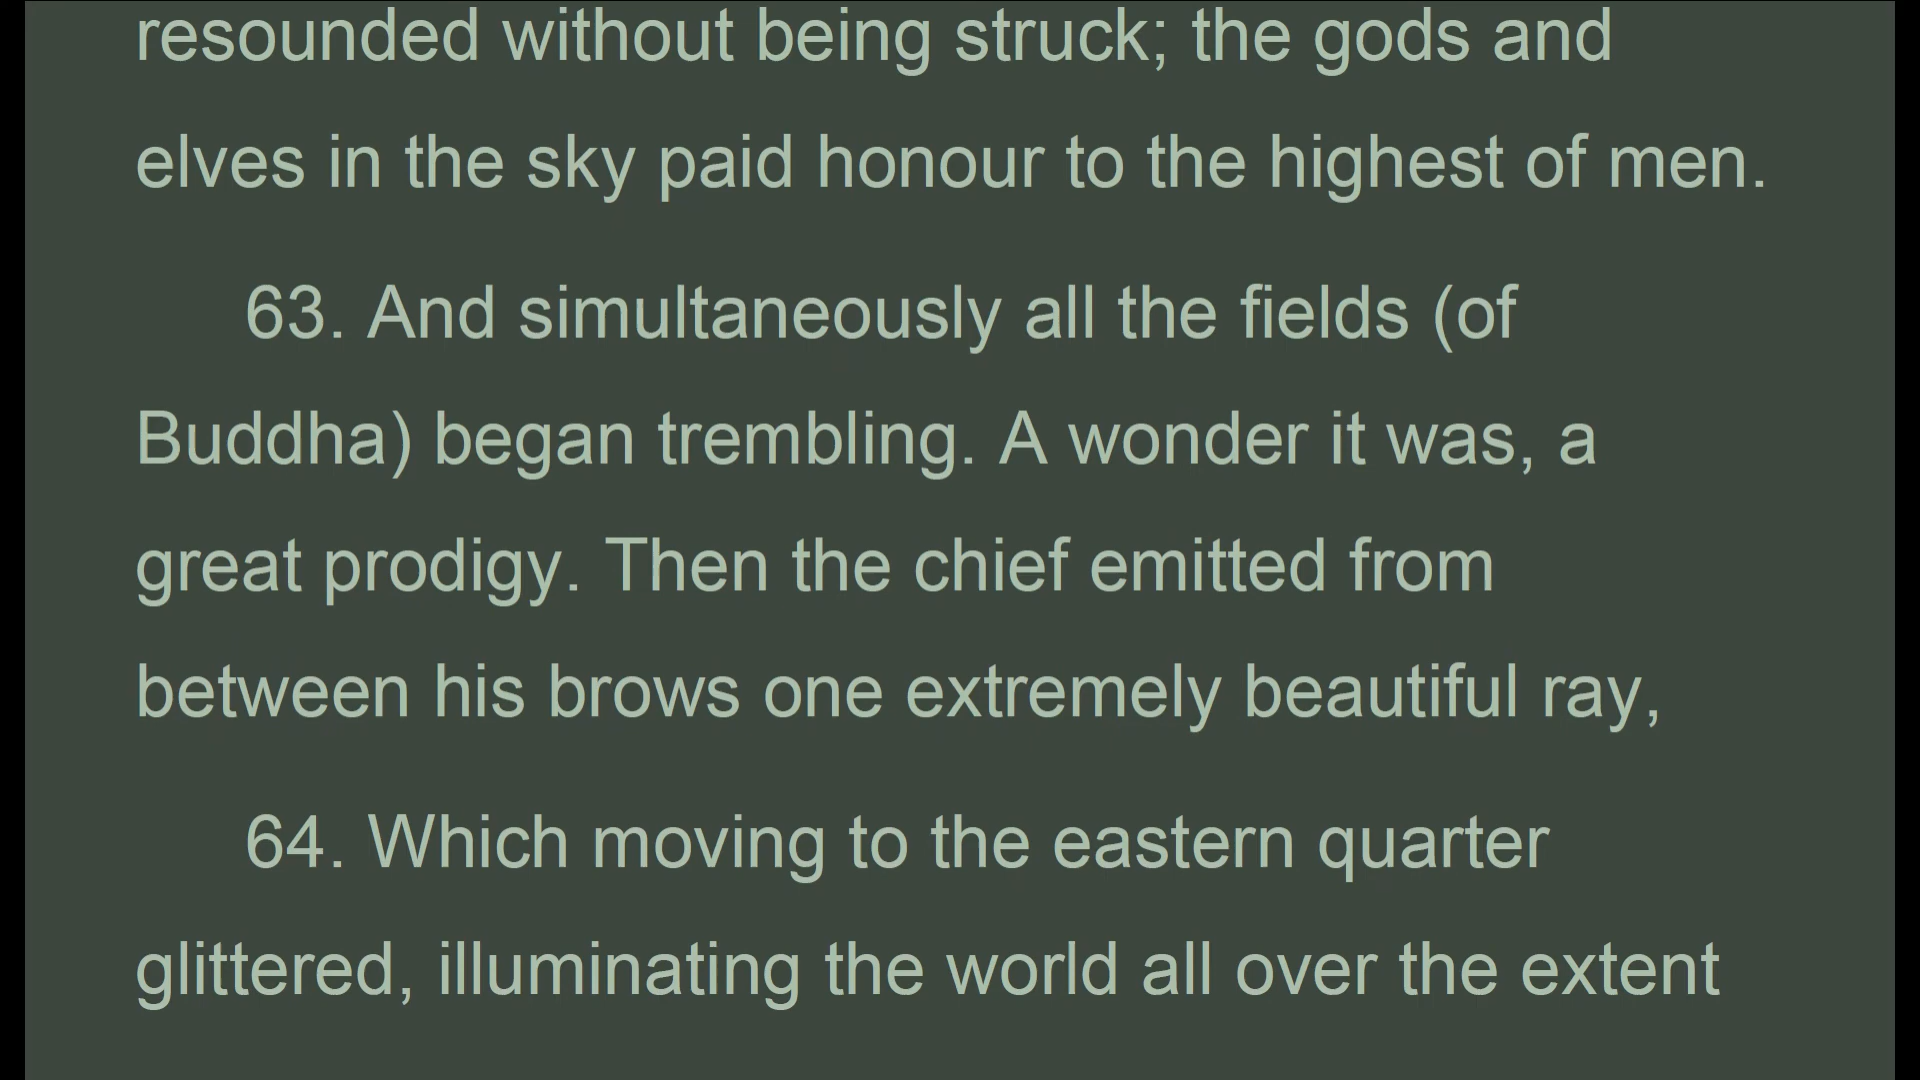 resounded without being struck; the gods and
elves in the sky paid honour to the highest of men.
63. And simultaneously all the fields (of
Buddha) began trembling. A wonder it was, a
great prodigy. Then the chief emitted from
between his brows one extremely beautiful ray,
64. Which moving to the eastern quarter
glittered, illuminating the world all over the extent